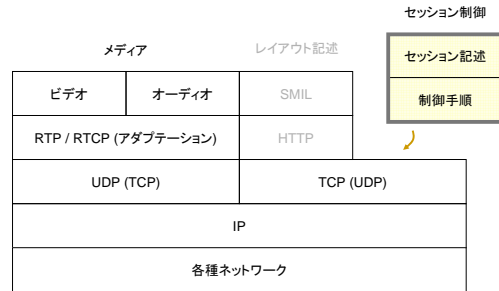 セッション制御
メディア
レイアウト記述
セッション記述
ビデオ
オーディオ
SMIL
制御手順
RTP / RTCP (アダプテーション)
HTTP
UDP (TCP)
TCP (UDP)
IP
各種ネットワーク